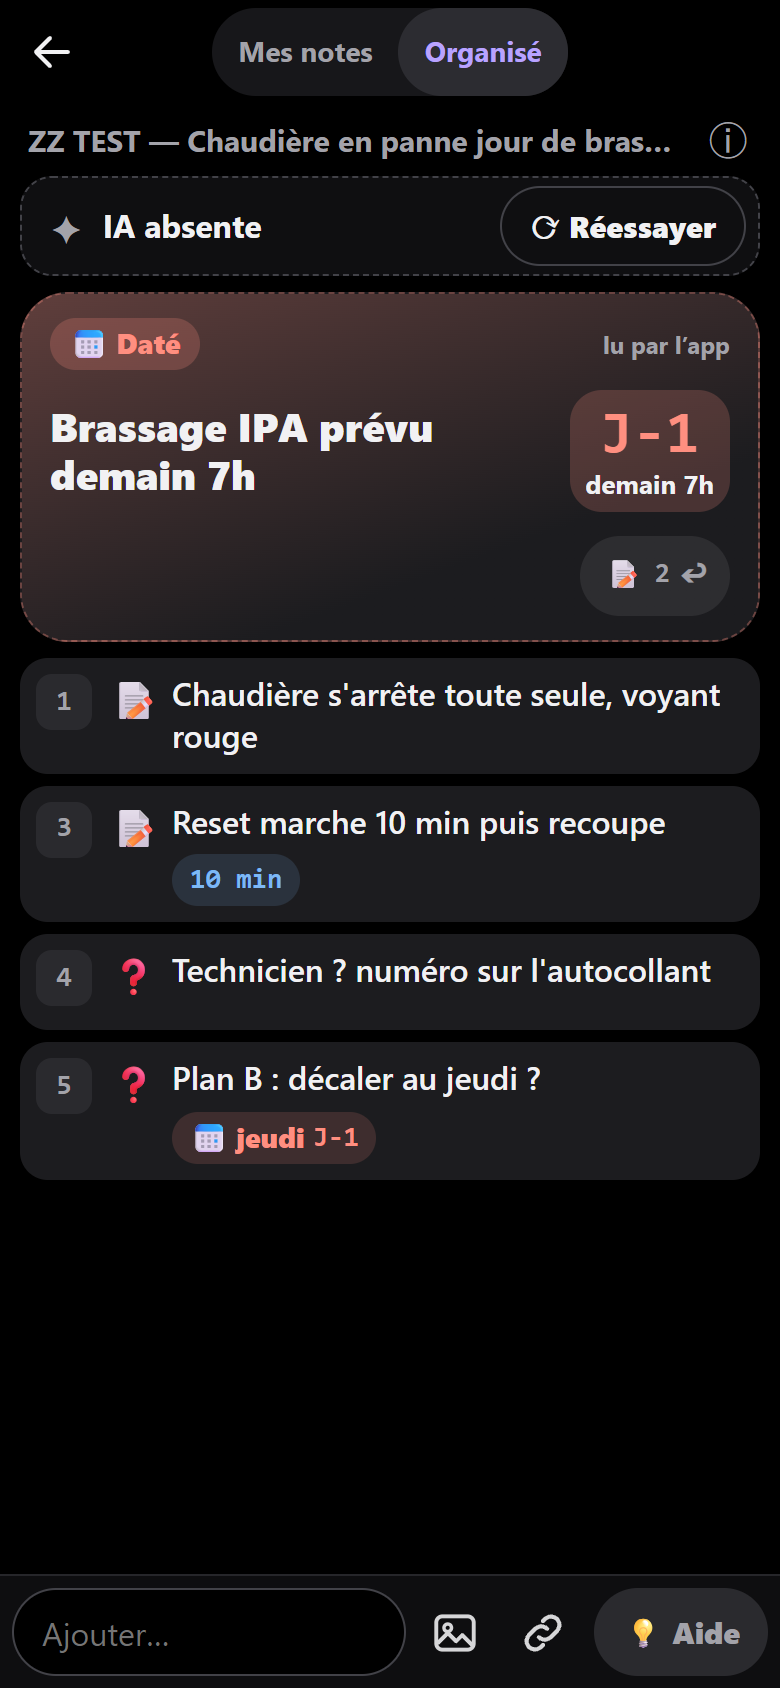 Mes notes
Organisé
ZZ TEST — Chaudière en panne jour de bras...
IA absente
Réessayer
Daté
lu par l'app
Brassage IPA prévu
demain 7h
J-1
demain 7h
2
1
Chaudière s'arrête toute seule, voyant
rouge
3
Reset marche 10 min puis recoupe
10 min
4
Technicien ? numéro sur l'autocollant
5
Plan B : décaler au jeudi ?
jeudi J-1
Ajouter...
Aide